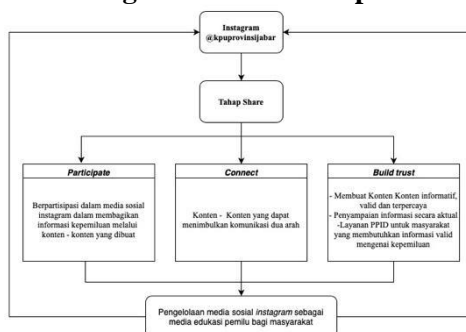 Instagram
@kpuprovinsijabar
Tahap Share
Participate
Berpartisipasi dalam media sosial
instagram dalam membagikan
informasi kepemiluan melalui
konten - konten yang dibuat
Connect
Konten - Konten yang dapat
menimbulkan komunikasi dua arah
Build trust
- Membuat Konten Konten informatif,
valid dan terpercaya
- Penyampaian informasi secara aktual
-Layanan PPID untuk masyarakat
yang membutuhkan informasi valid
mengenai kepemiluan
Pengelolaan media sosial instagram sebagai
media edukasi pemilu bagi masyarakat